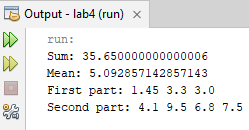 Output - lab4 (run)
run:
Sum: 35.650000000000006
Mean: 5.092857142857143
First part: 1.45 3.3 3.0
Second part: 4.1 9.5 6.8 7.5